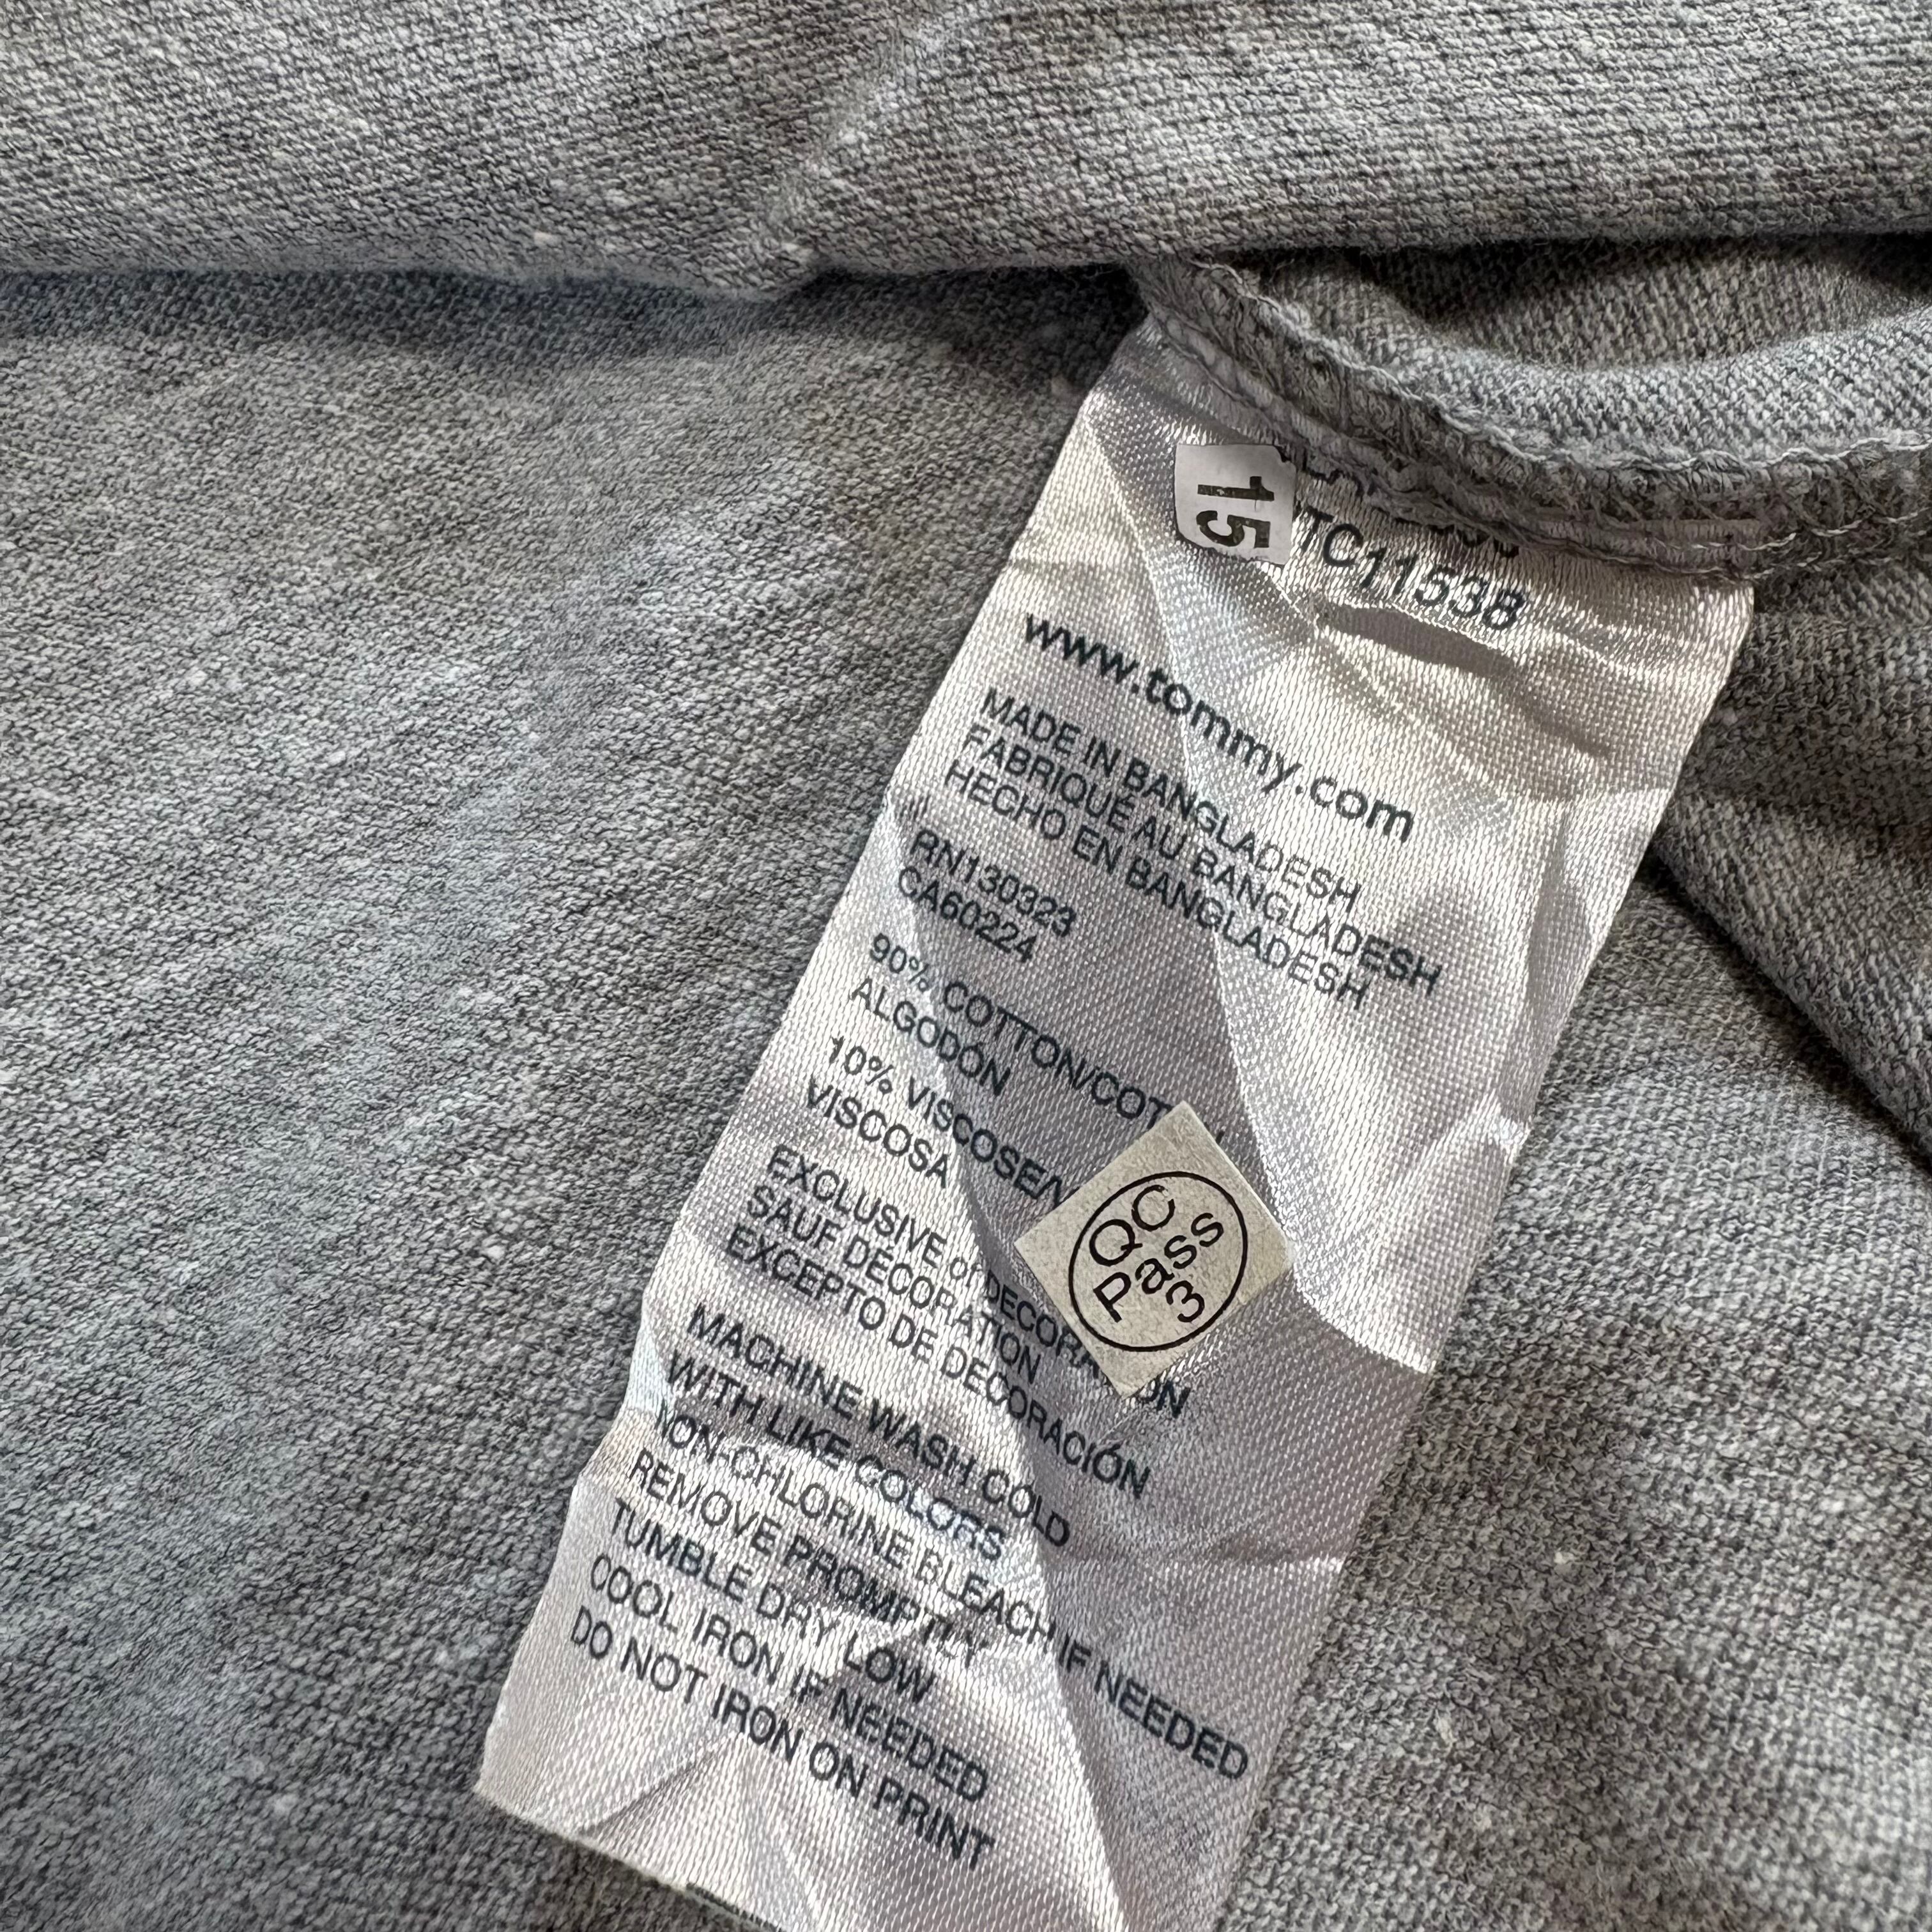 15
TC11538
www.tommy.com
MADE IN BANGLADESH
FABRIQUÉ AU BANGLADESH
HECHO EN BANGLADESH
RN130323
CA60224
90% COTTON/COT
ALGODÓN
10% VISCOSE/
VISCOSA
QC
Pass
3
EXCLUSIVE of DECORATION
SAUF DÉCORATION
EXCEPTO DE DECORACIÓN
MACHINE WASH COLD
WITH LIKE COLORS
NON-CHLORINE BLEACH IF NEEDED
REMOVE PROMPTLY
TUMBLE DRY LOW
COOL IRON IF NEEDED
DO NOT IRON ON PRINT